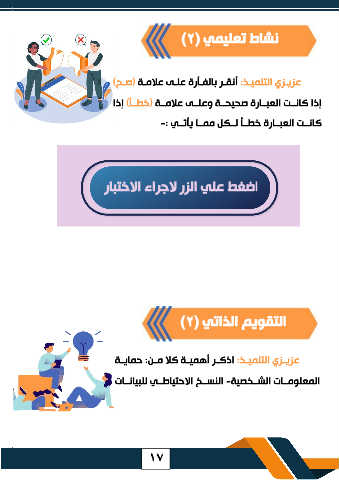 نشاط تعليمي (٢)
عزيزي التلميذ: أنقر بالفأرة على علامة (صح)
إذا كانت العبارة صحيحة وعلى علامة (خطأ) إذا
كانت العبارة خطأ لكل مما يأتي :-
اضغط علي الزر لاجراء الاختبار
التقويم الذاتي (٢)
عزيزي التلميذ: اذكر أهمية كلا من: حماية
المعلومات الشخصية- النسخ الاحتياطي للبيانات
١٧